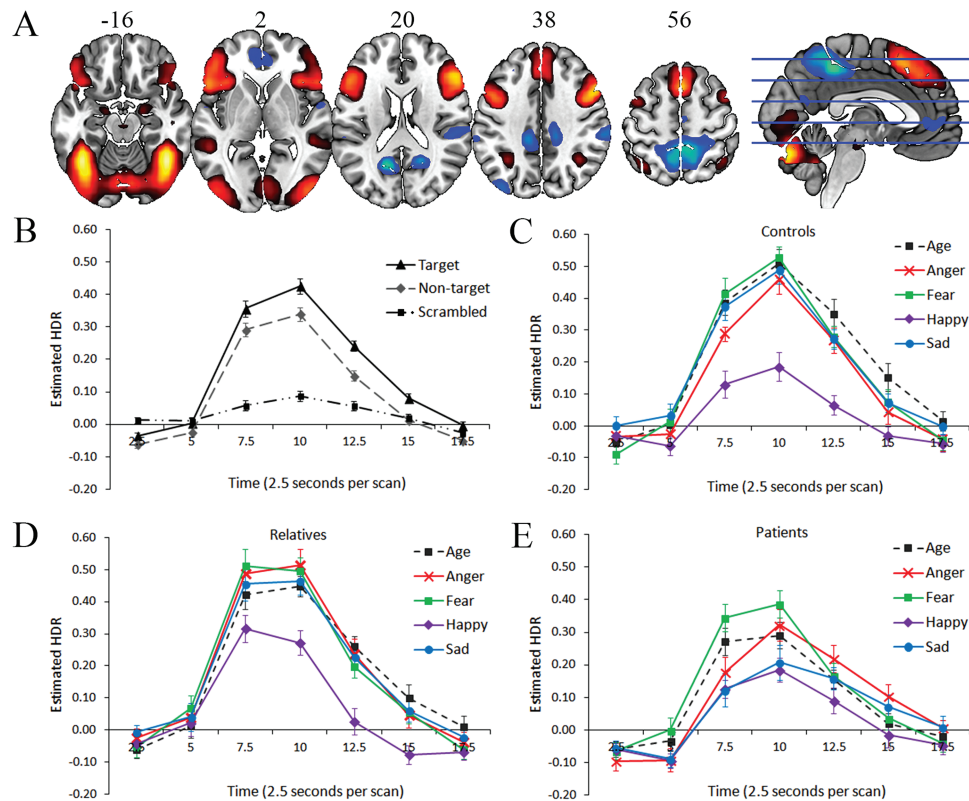 A
-16 2 20 38 56
B
0.60
0.50
0.40
0.30
0.20
0.10
0.00
-0.10
-0.20
Estimated HDR
Target
Non-target
Scrambled
2.5 5 7.5 10 12.5 15 17.5
Time (2.5 seconds per scan)
C
Controls
0.60
0.50
0.40
0.30
0.20
0.10
0.00
-0.10
-0.20
Estimated HDR
Age
Anger
Fear
Happy
Sad
2.5 5 7.5 10 12.5 15 17.5
Time (2.5 seconds per scan)
D
Relatives
0.60
0.50
0.40
0.30
0.20
0.10
0.00
-0.10
-0.20
Estimated HDR
Age
Anger
Fear
Happy
Sad
2.5 5 7.5 10 12.5 15 17.5
Time (2.5 seconds per scan)
E
Patients
0.60
0.50
0.40
0.30
0.20
0.10
0.00
-0.10
-0.20
Estimated HDR
Age
Anger
Fear
Happy
Sad
2.5 5 7.5 10 12.5 15 17.5
Time (2.5 seconds per scan)